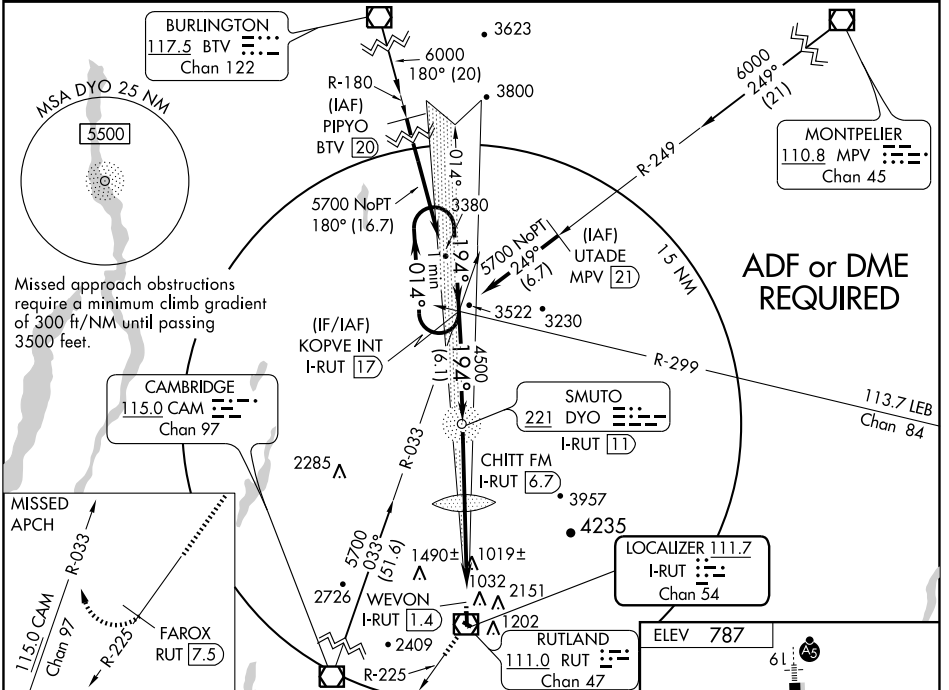 BURLINGTON
117.5 BTV
Chan 122
3623
6000
180° (20)
R-180
(IAF)
PIPYO
BTV 20
3800
6000
249°
(21)
MONTPELIER
110.8 MPV
Chan 45
MSA DYO 25 NM
5500
014°
R-249
5700 NoPT
180° (16.7)
3380
5700 NoPT
249°
(6.7)
(IAF)
UTADE
MPV 21
15 NM
ADF or DME
REQUIRED
1 min
194°
014°
Missed approach obstructions
require a minimum climb gradient
of 300 ft/NM until passing
3500 feet.
3522
3230
(IF/IAF)
KOPVE INT
I-RUT 17
(6.1)
194°
4500
R-299
113.7 LEB
Chan 84
CAMBRIDGE
115.0 CAM
Chan 97
SMUTO
221 DYO
I-RUT 11
R-033
2285
CHITT FM
I-RUT 6.7
3957
4235
MISSED
APCH
R-033
115.0 CAM
Chan 97
R-225
FAROX
RUT 7.5
5700
033°
(51.6)
1490±
1019±
LOCALIZER 111.7
I-RUT
Chan 54
2726
WEVON
I-RUT 1.4
1032
2151
1202
2409
R-225
RUTLAND
111.0 RUT
Chan 47
ELEV 787
19
A5